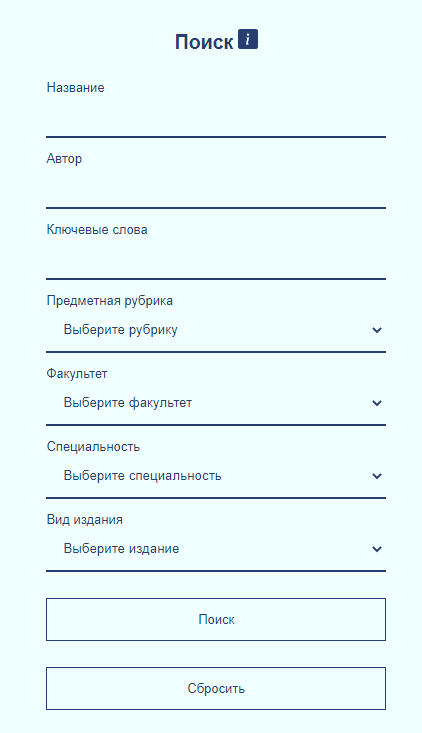 Поиск i
Название
Автор
Ключевые слова
Предметная рубрика
Выберите рубрику
Факультет
Выберите факультет
Специальность
Выберите специальность
Вид издания
Выберите издание
Поиск
Сбросить